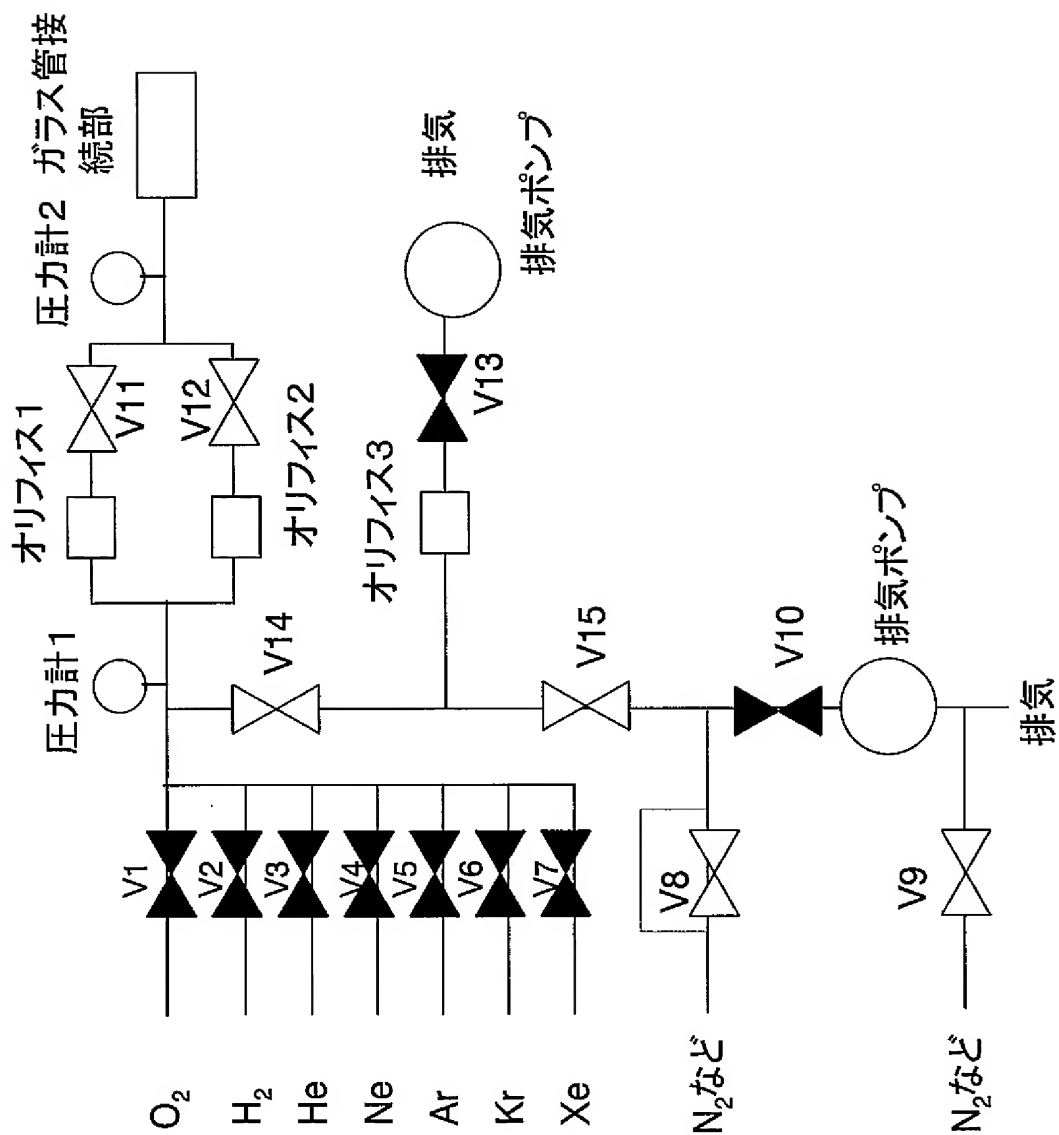 O₂
H₂
He
Ne
Ar
Kr
Xe
N₂など
N₂など
V1
V2
V3
V4
V5
V6
V7
V8
V9
圧力計1
V14
V15
V10
排気ポンプ
排気
オリフィス1
V11
V12
オリフィス2
オリフィス3
V13
排気
排気ポンプ
圧力計2
ガラス管接
続部